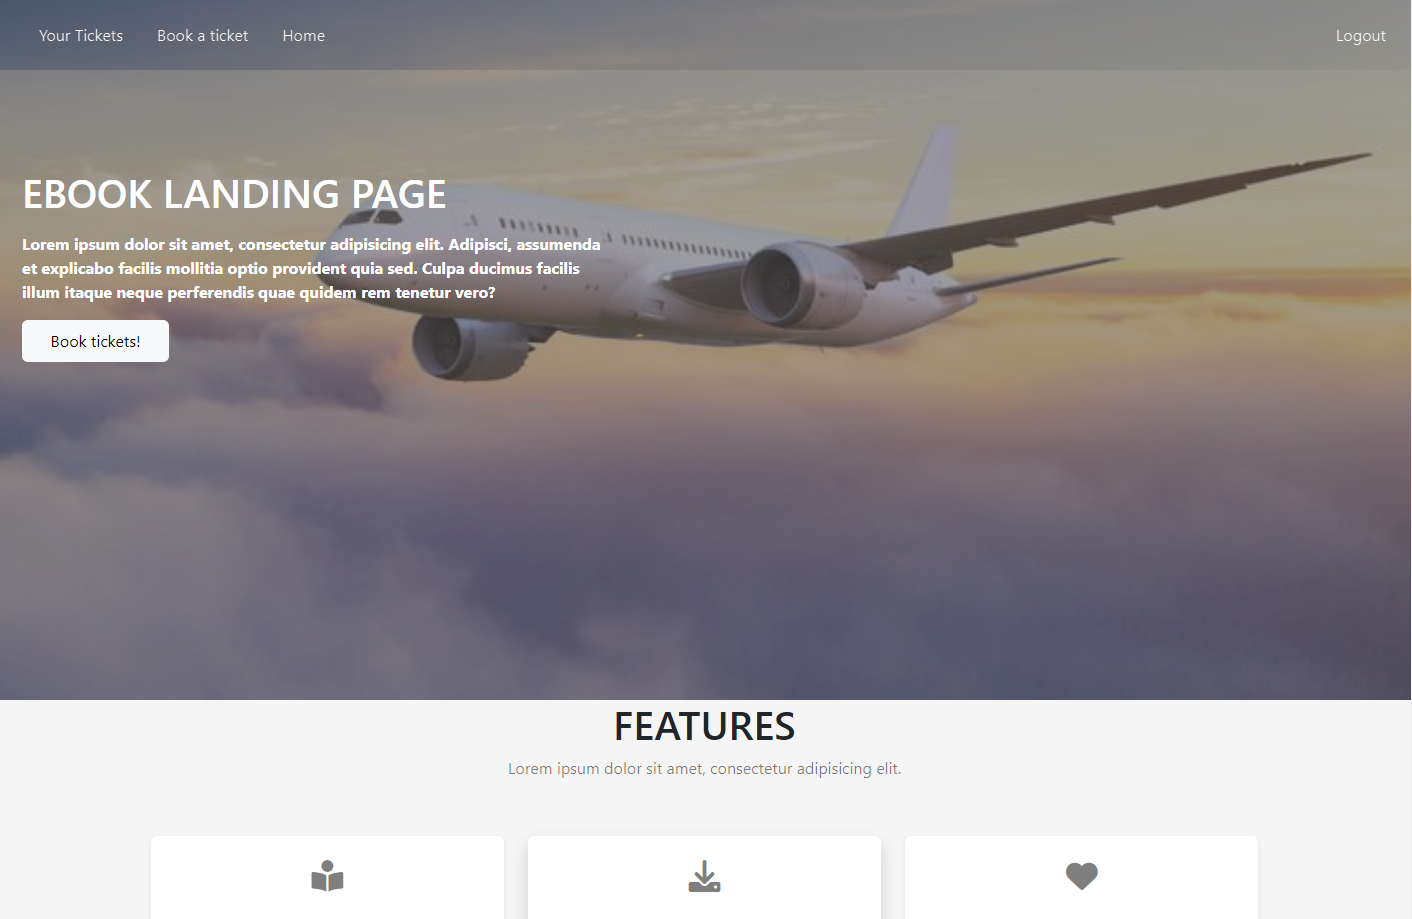 Your Tickets Book a ticket Home Logout
EBOOK LANDING PAGE
Lorem ipsum dolor sit amet, consectetur adipisicing elit. Adipisci, assumenda
et explicabo facilis mollitia optio provident quia sed. Culpa ducimus facilis
illum itaque neque perferendis quae quidem rem tenetur vero?
Book tickets!
FEATURES
Lorem ipsum dolor sit amet, consectetur adipisicing elit.